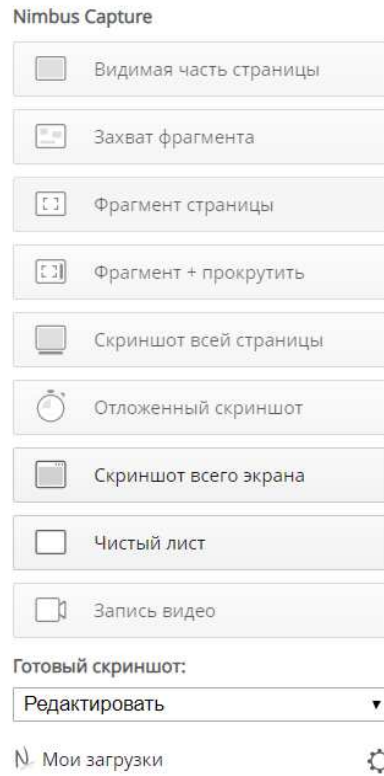 Nimbus Capture
Видимая часть страницы
Захват фрагмента
Фрагмент страницы
Фрагмент + прокрутить
Скриншот всей страницы
Отложенный скриншот
Скриншот всего экрана
Чистый лист
Запись видео
Готовый скриншот:
Редактировать
Мои загрузки